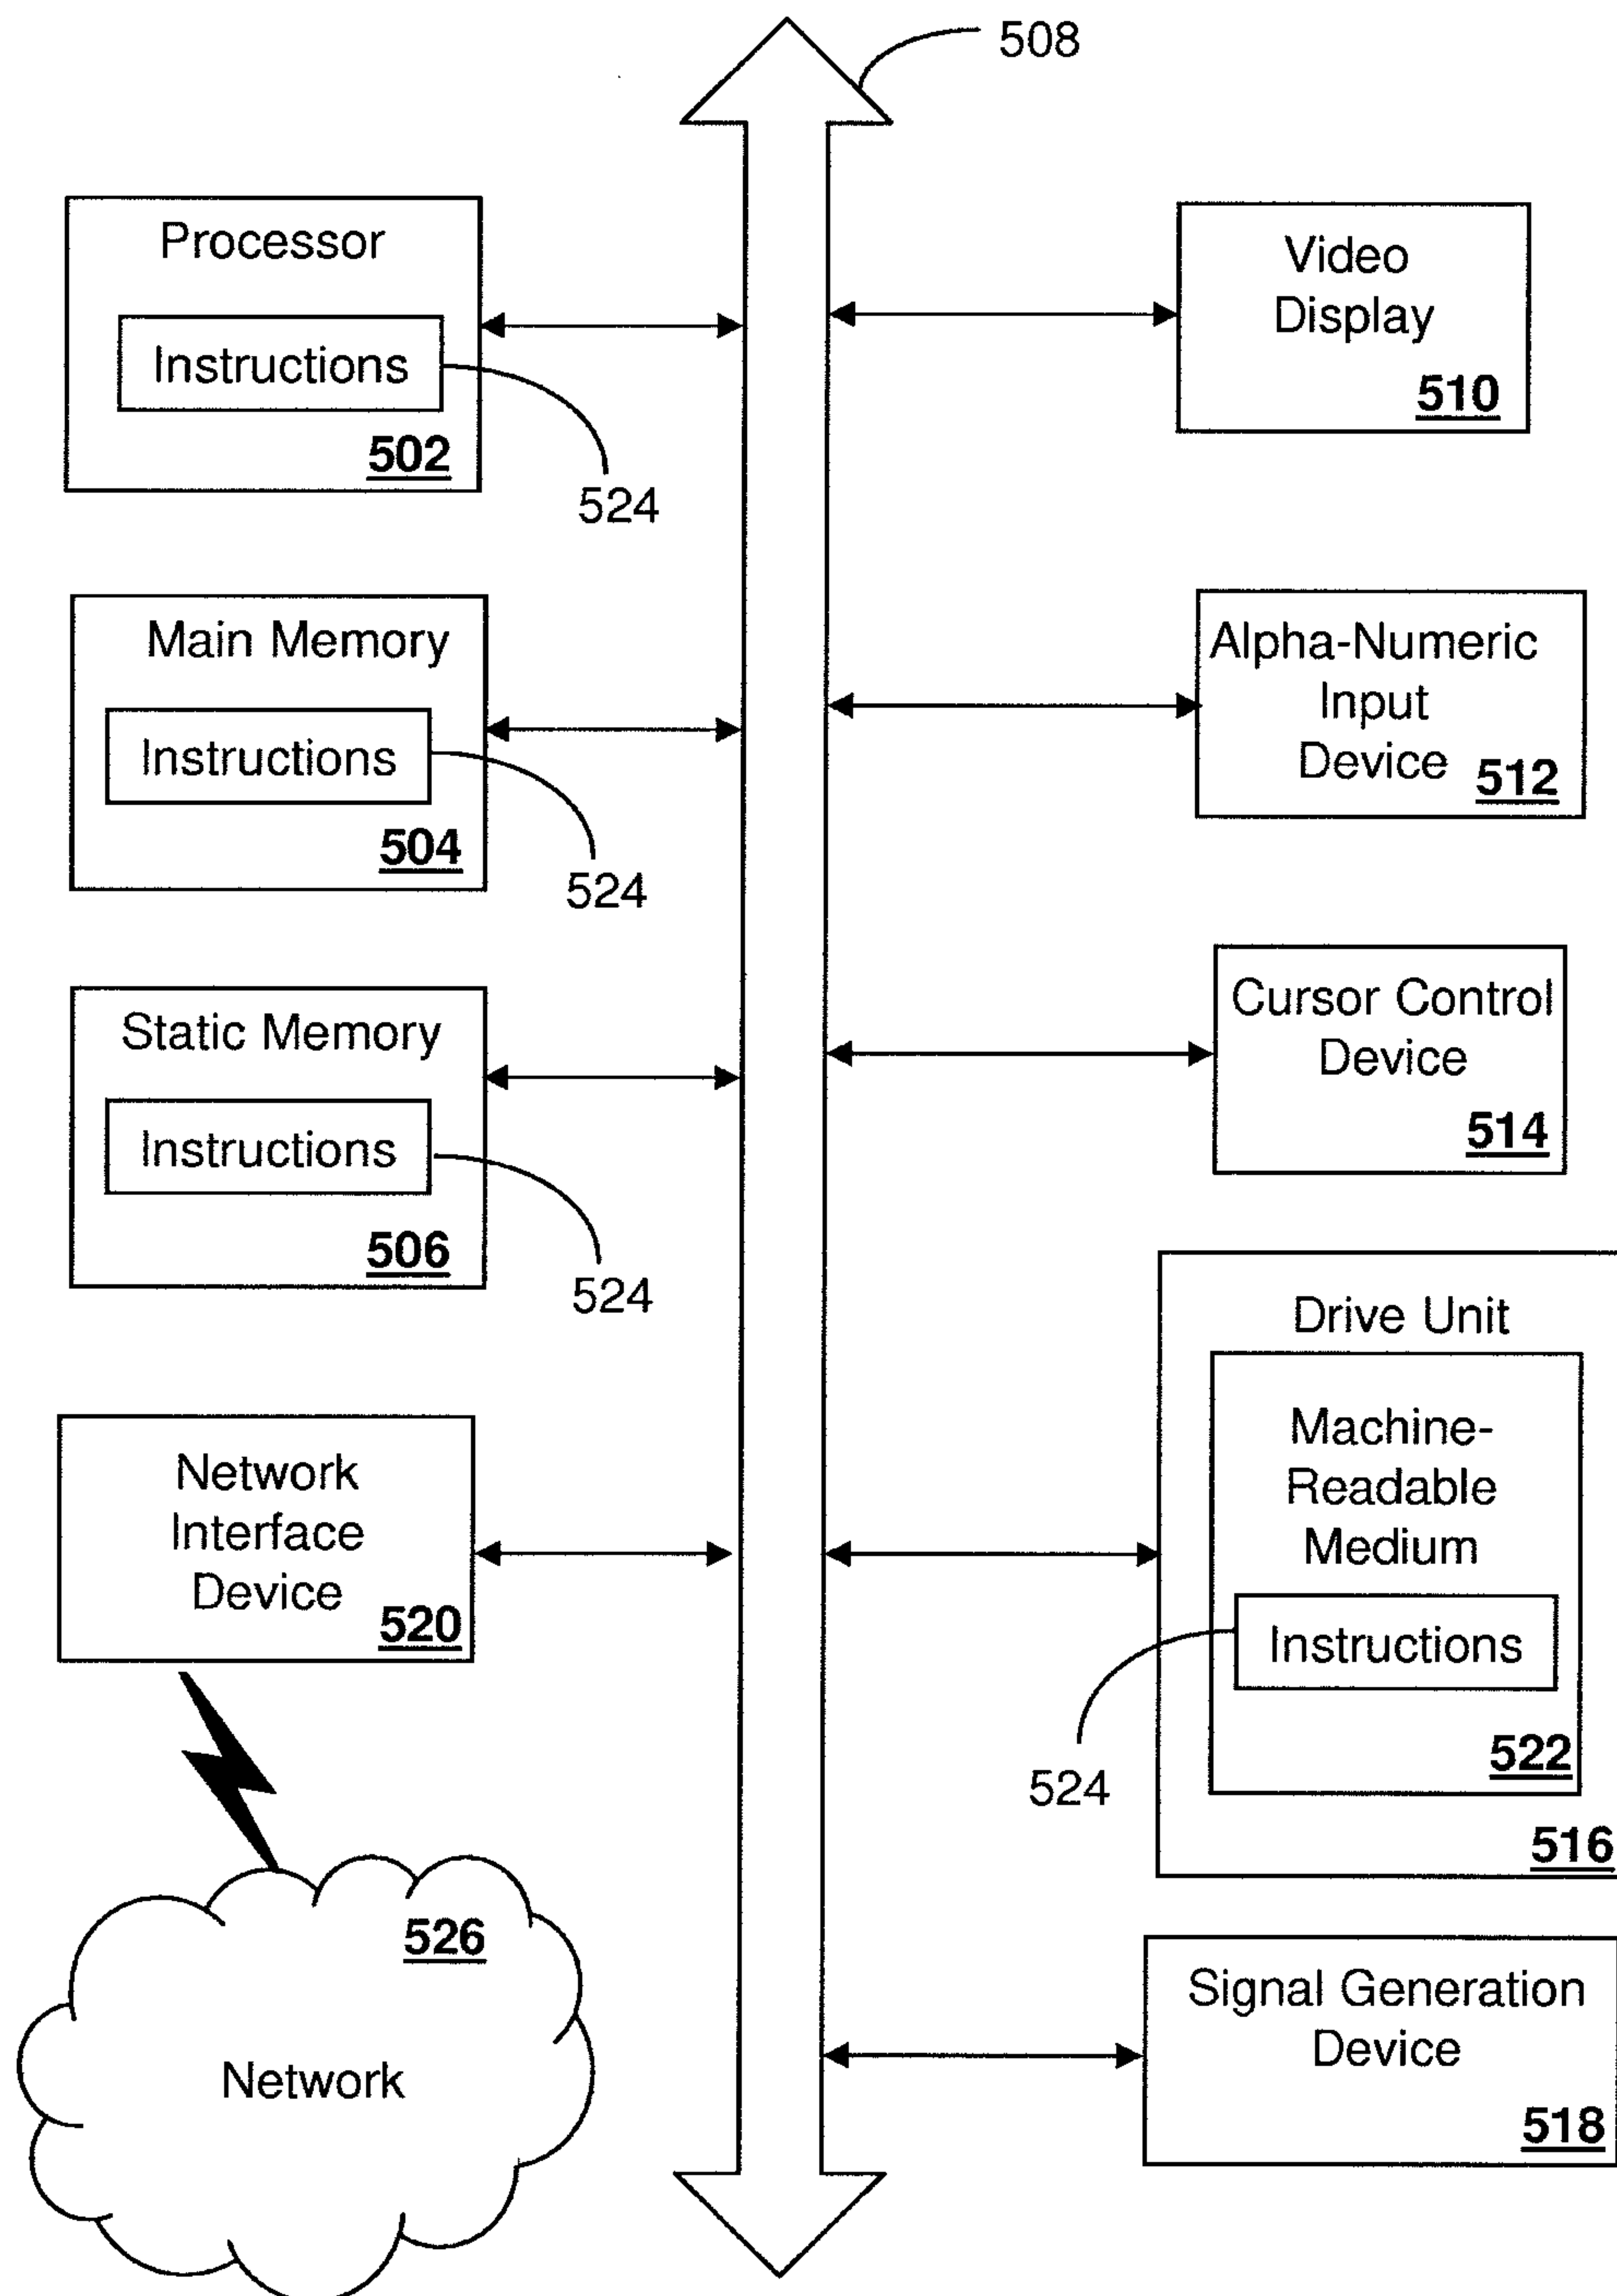 508
Processor
Instructions
502
524
Main Memory
Instructions
504
524
Static Memory
Instructions
506
524
Network
Interface
Device
520
526
Network
Video
Display
510
Alpha-Numeric
Input
Device
512
Cursor Control
Device
514
Drive Unit
Machine-
Readable
Medium
Instructions
524
522
516
Signal Generation
Device
518